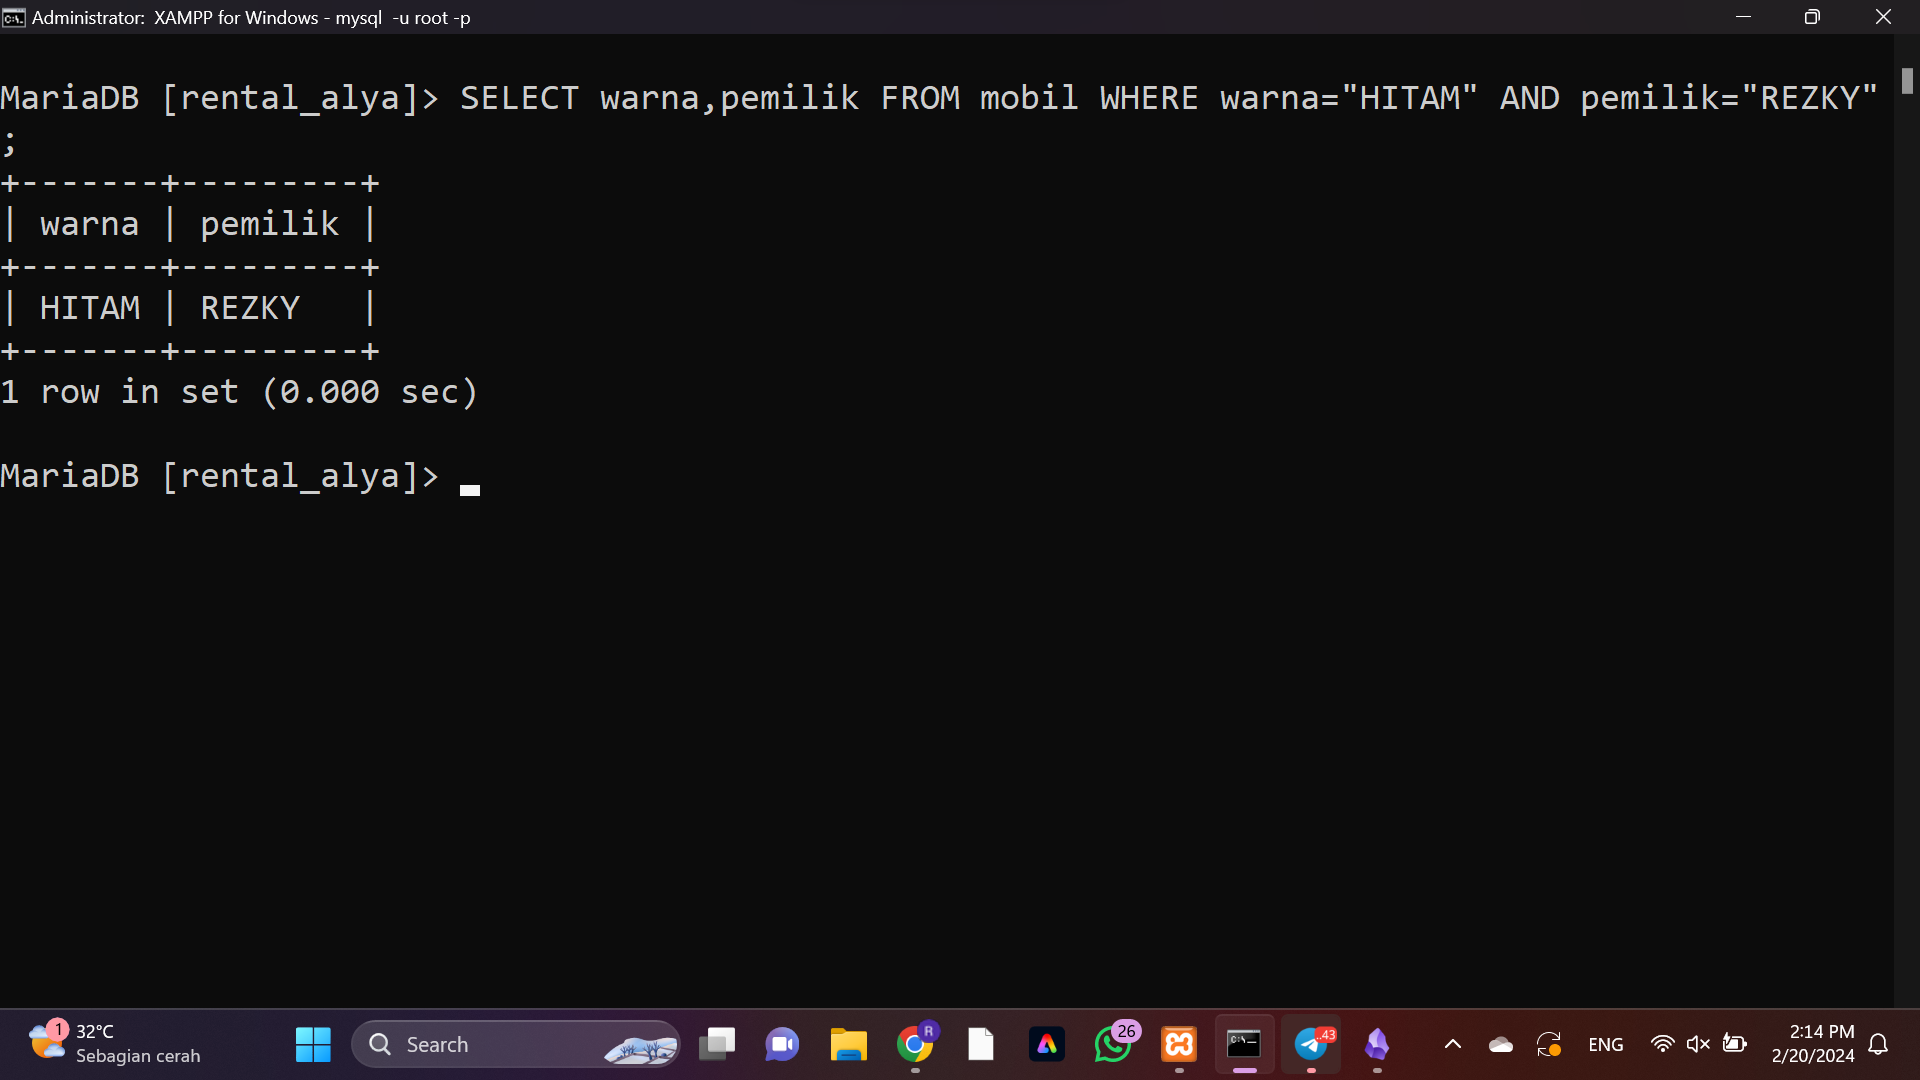 Administrator: XAMPP for Windows - mysql -u root -p
MariaDB [rental_alya]> SELECT warna,pemilik FROM mobil WHERE warna="HITAM" AND pemilik="REZKY"
;
+-------+---------+
| warna | pemilik |
+-------+---------+
| HITAM | REZKY   |
+-------+---------+
1 row in set (0.000 sec)
MariaDB [rental_alya]>
1
32°C
Sebagian cerah
Search
R
26
..43
ENG
2:14 PM
2/20/2024